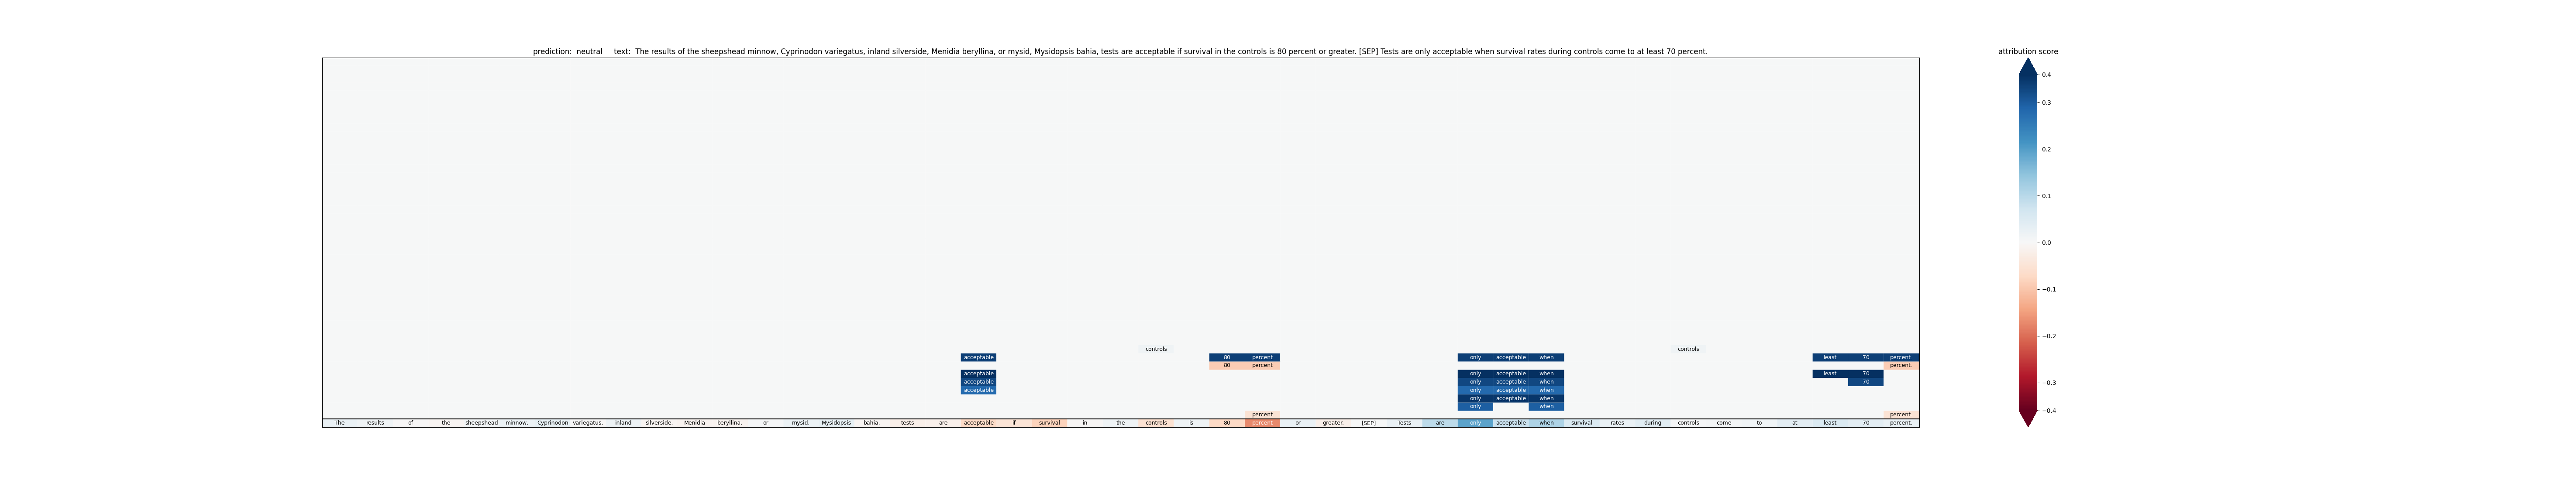 prediction: neutral text: The results of the sheepshead minnow, Cyprinodon variegatus, inland silverside, Menidia beryllina, or mysid, Mysidopsis bahia, tests are acceptable if survival in the controls is 80 percent or greater. [SEP] Tests are only acceptable when survival rates during controls come to at least 70 percent.
attribution score
0.4
0.3
0.2
0.1
0.0
−0.1
−0.2
−0.3
−0.4
controls controls
acceptable 80 percent only acceptable when least 70 percent.
80 percent percent.
acceptable only acceptable when least 70
acceptable only acceptable when 70
acceptable only acceptable when
only acceptable when
only when
percent percent.
The results of the sheepshead minnow, Cyprinodon variegatus, inland silverside, Menidia beryllina, or mysid, Mysidopsis bahia, tests are acceptable if survival in the controls is 80 percent or greater. [SEP] Tests are only acceptable when survival rates during controls come to at least 70 percent.